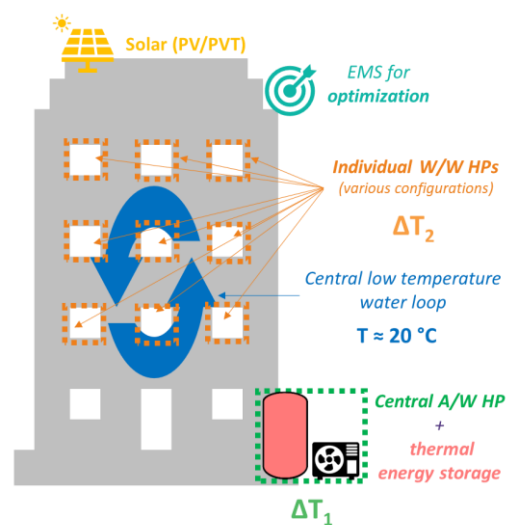 Solar (PV/PVT)
EMS for
optimization
Individual W/W HPs
(various configurations)
ΔT₂
Central low temperature
water loop
T ≈ 20 °C
Central A/W HP
+
thermal
energy storage
ΔT₁